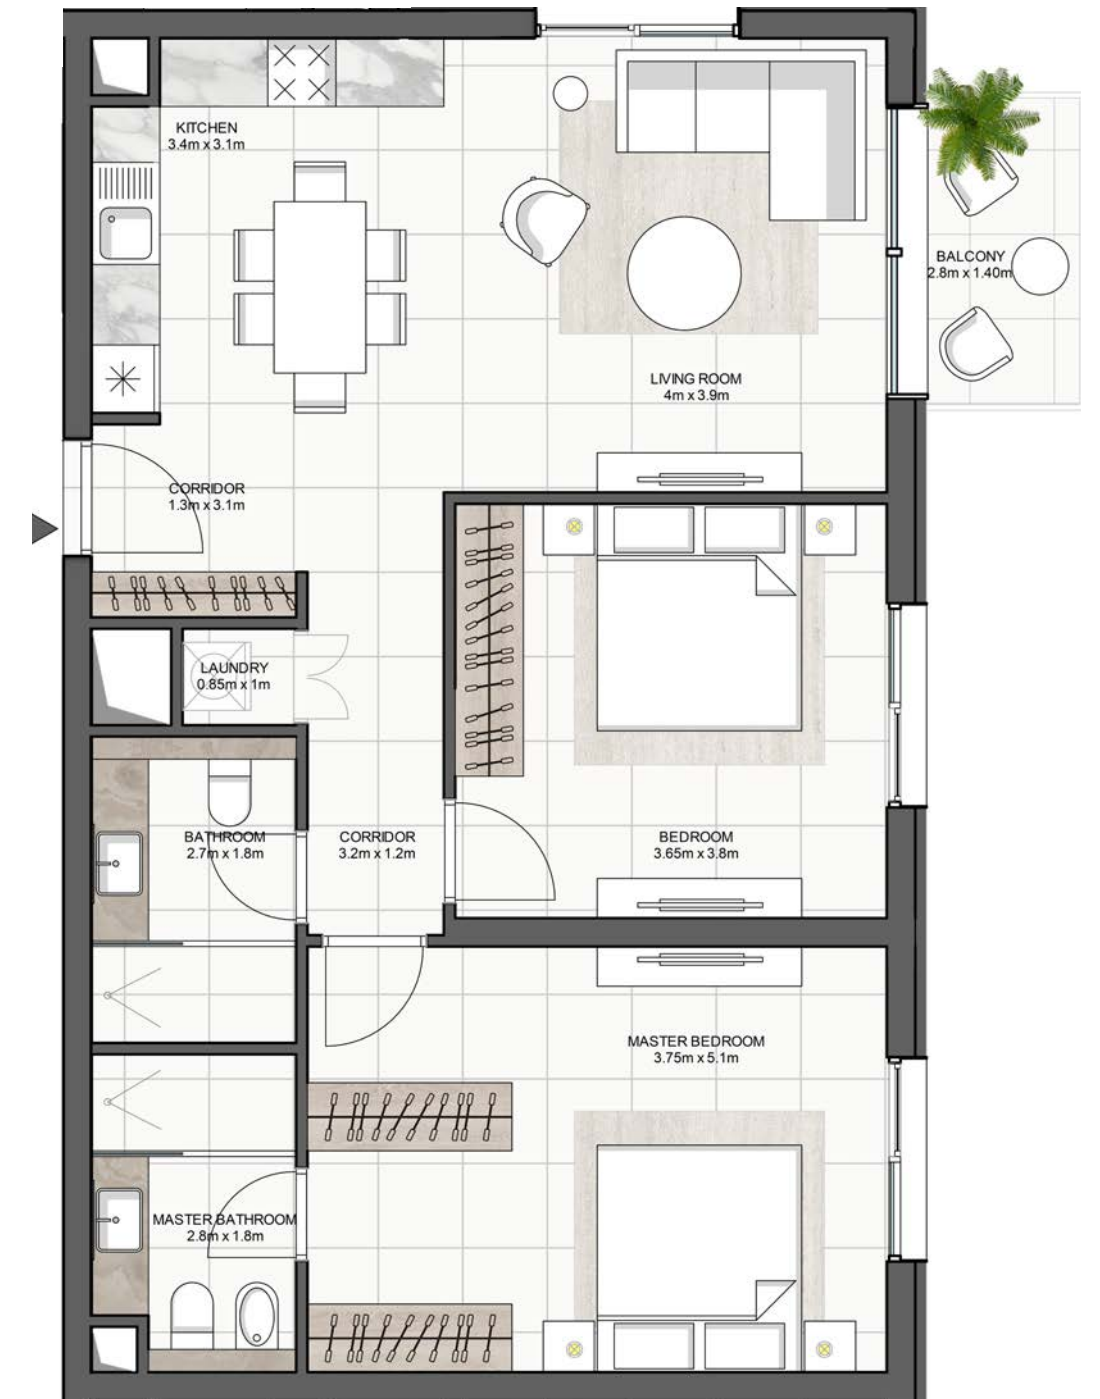 KITCHEN
3.4m x 3.1m
BALCONY
2.8m x 1.40m
LIVING ROOM
4m x 3.9m
CORRIDOR
1.3m x 3.1m
LAUNDRY
0.85m x 1m
BATHROOM
2.7m x 1.8m
CORRIDOR
3.2m x 1.2m
BEDROOM
3.65m x 3.8m
MASTER BEDROOM
3.75m x 5.1m
MASTER BATHROOM
2.8m x 1.8m